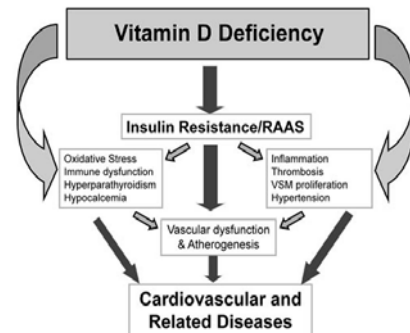 Vitamin D Deficiency
Insulin Resistance/RAAS
Oxidative Stress
Immune dysfunction
Hyperparathyroidism
Hypocalcemia
Inflammation
Thrombosis
VSM proliferation
Hypertension
Vascular dysfunction
& Atherogenesis
Cardiovascular and
Related Diseases